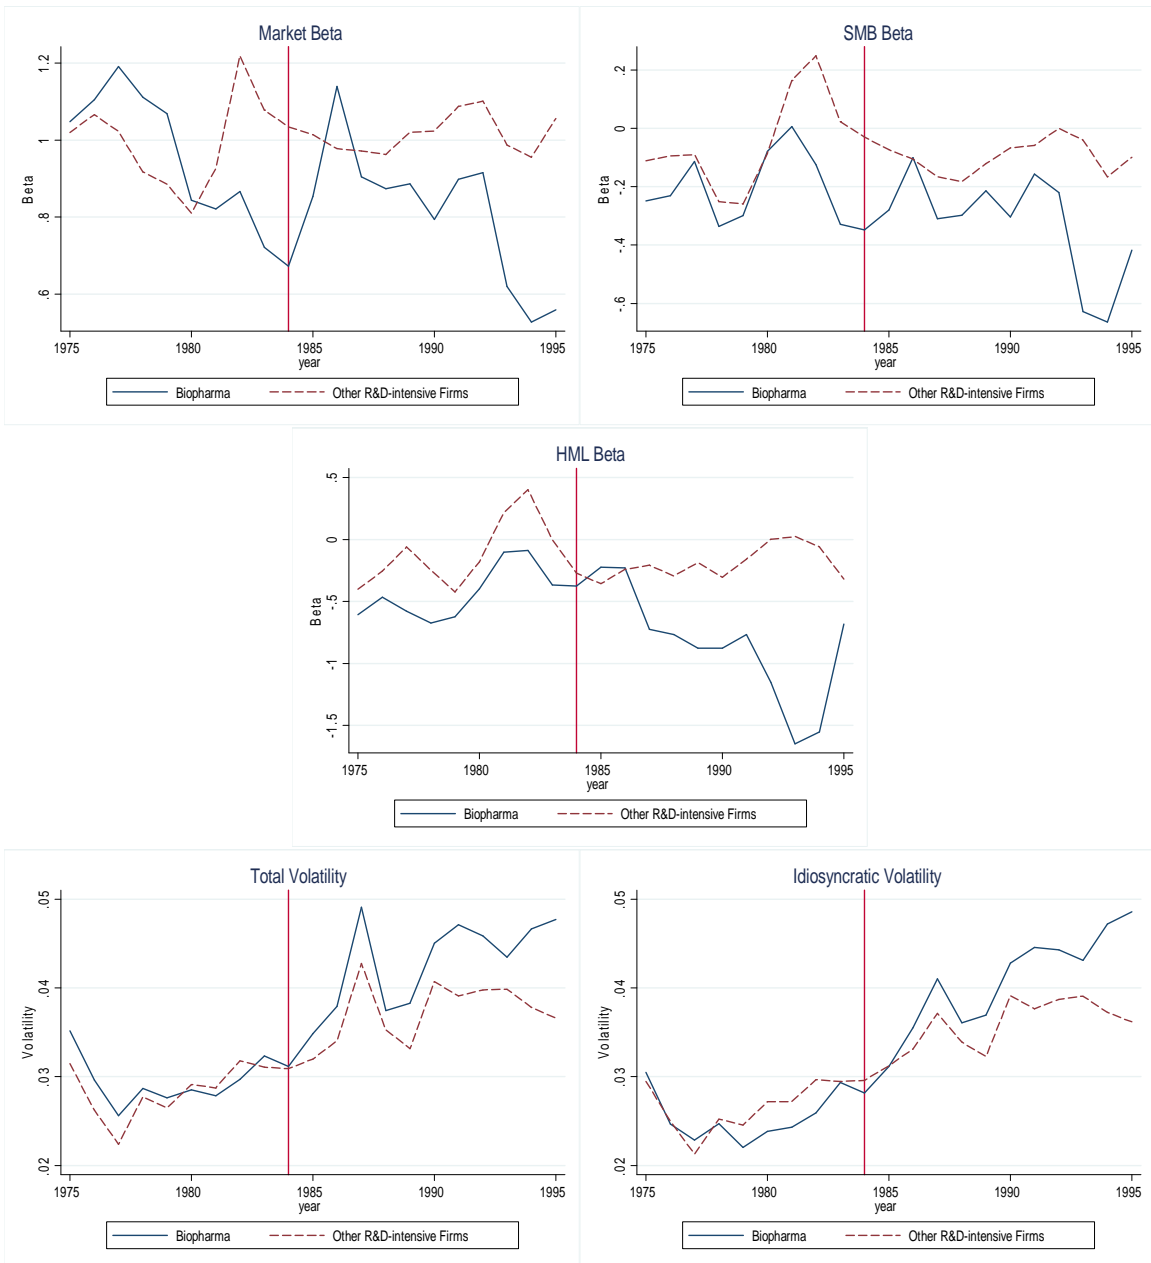 Market Beta
Beta
1.2
1
.8
.6
1975 1980 1985 1990 1995
year
Biopharma Other R&D-intensive Firms
SMB Beta
Beta
.2
0
-.2
-.4
-.6
1975 1980 1985 1990 1995
year
Biopharma Other R&D-intensive Firms
HML Beta
Beta
.5
0
-.5
-1
-1.5
1975 1980 1985 1990 1995
year
Biopharma Other R&D-intensive Firms
Total Volatility
Volatility
.05
.04
.03
.02
1975 1980 1985 1990 1995
year
Biopharma Other R&D-intensive Firms
Idiosyncratic Volatility
Volatility
.05
.04
.03
.02
1975 1980 1985 1990 1995
year
Biopharma Other R&D-intensive Firms